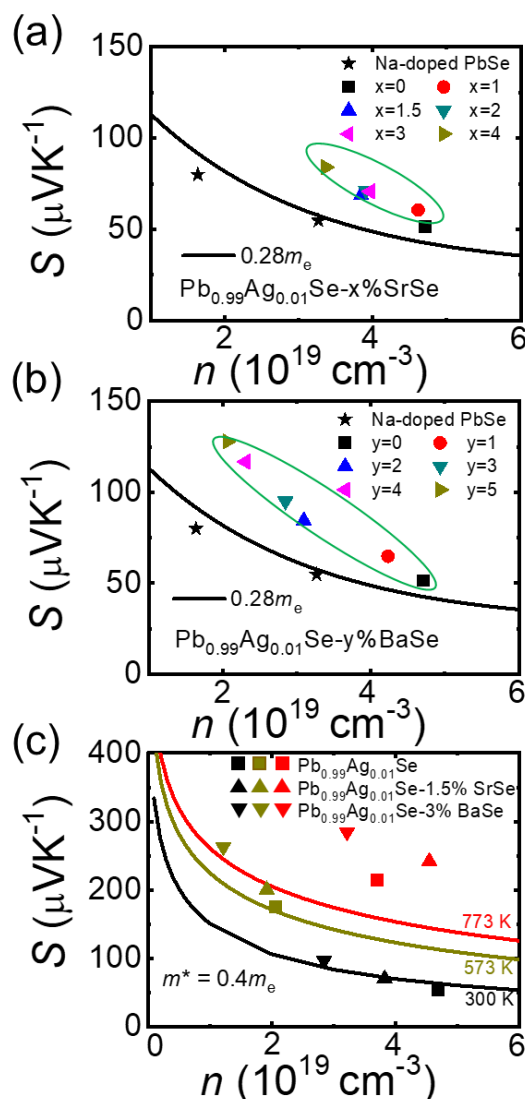 (a)
150
100
50
0
S (μVK⁻¹)
★ Na-doped PbSe
■ x=0 ● x=1
▲ x=1.5 ▼ x=2
◄ x=3 ► x=4
0.28mₑ
Pb₀.₉₉Ag₀.₀₁Se-x%SrSe
2 4 6
n (10¹⁹ cm⁻³)
(b)
150
100
50
0
S (μVK⁻¹)
★ Na-doped PbSe
■ y=0 ● y=1
▲ y=2 ▼ y=3
◄ y=4 ► y=5
0.28mₑ
Pb₀.₉₉Ag₀.₀₁Se-y%BaSe
2 4 6
n (10¹⁹ cm⁻³)
(c)
400
300
200
100
0
S (μVK⁻¹)
Pb₀.₉₉Ag₀.₀₁Se
Pb₀.₉₉Ag₀.₀₁Se-1.5% SrSe
Pb₀.₉₉Ag₀.₀₁Se-3% BaSe
773 K
573 K
300 K
m* = 0.4mₑ
0 2 4 6
n (10¹⁹ cm⁻³)